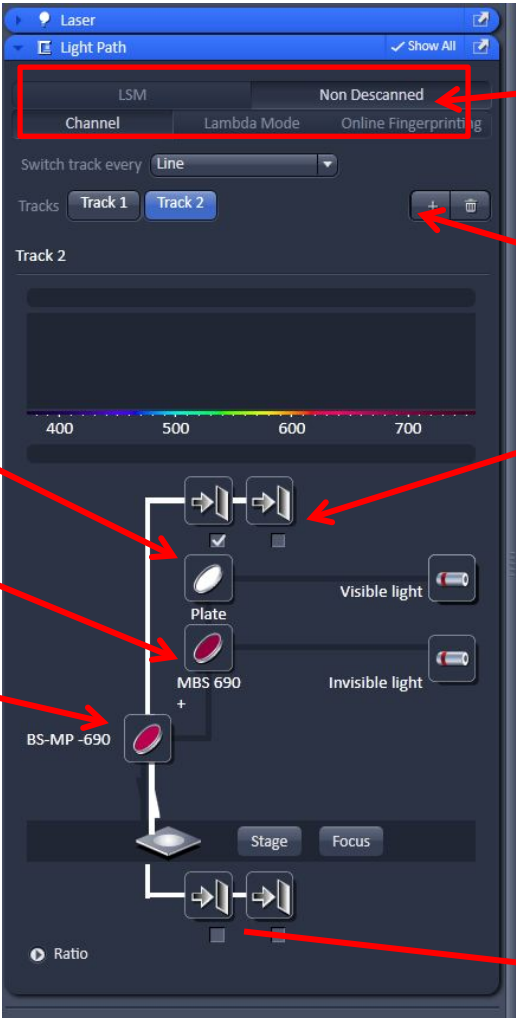 Laser
Light Path Show All
LSM Non Descanned
Channel Lambda Mode Online Fingerprinting
Switch track every Line
Tracks Track 1 Track 2 +
Track 2
400 500 600 700
Visible light
Plate
MBS 690 Invisible light
+
BS-MP -690
Stage Focus
Ratio